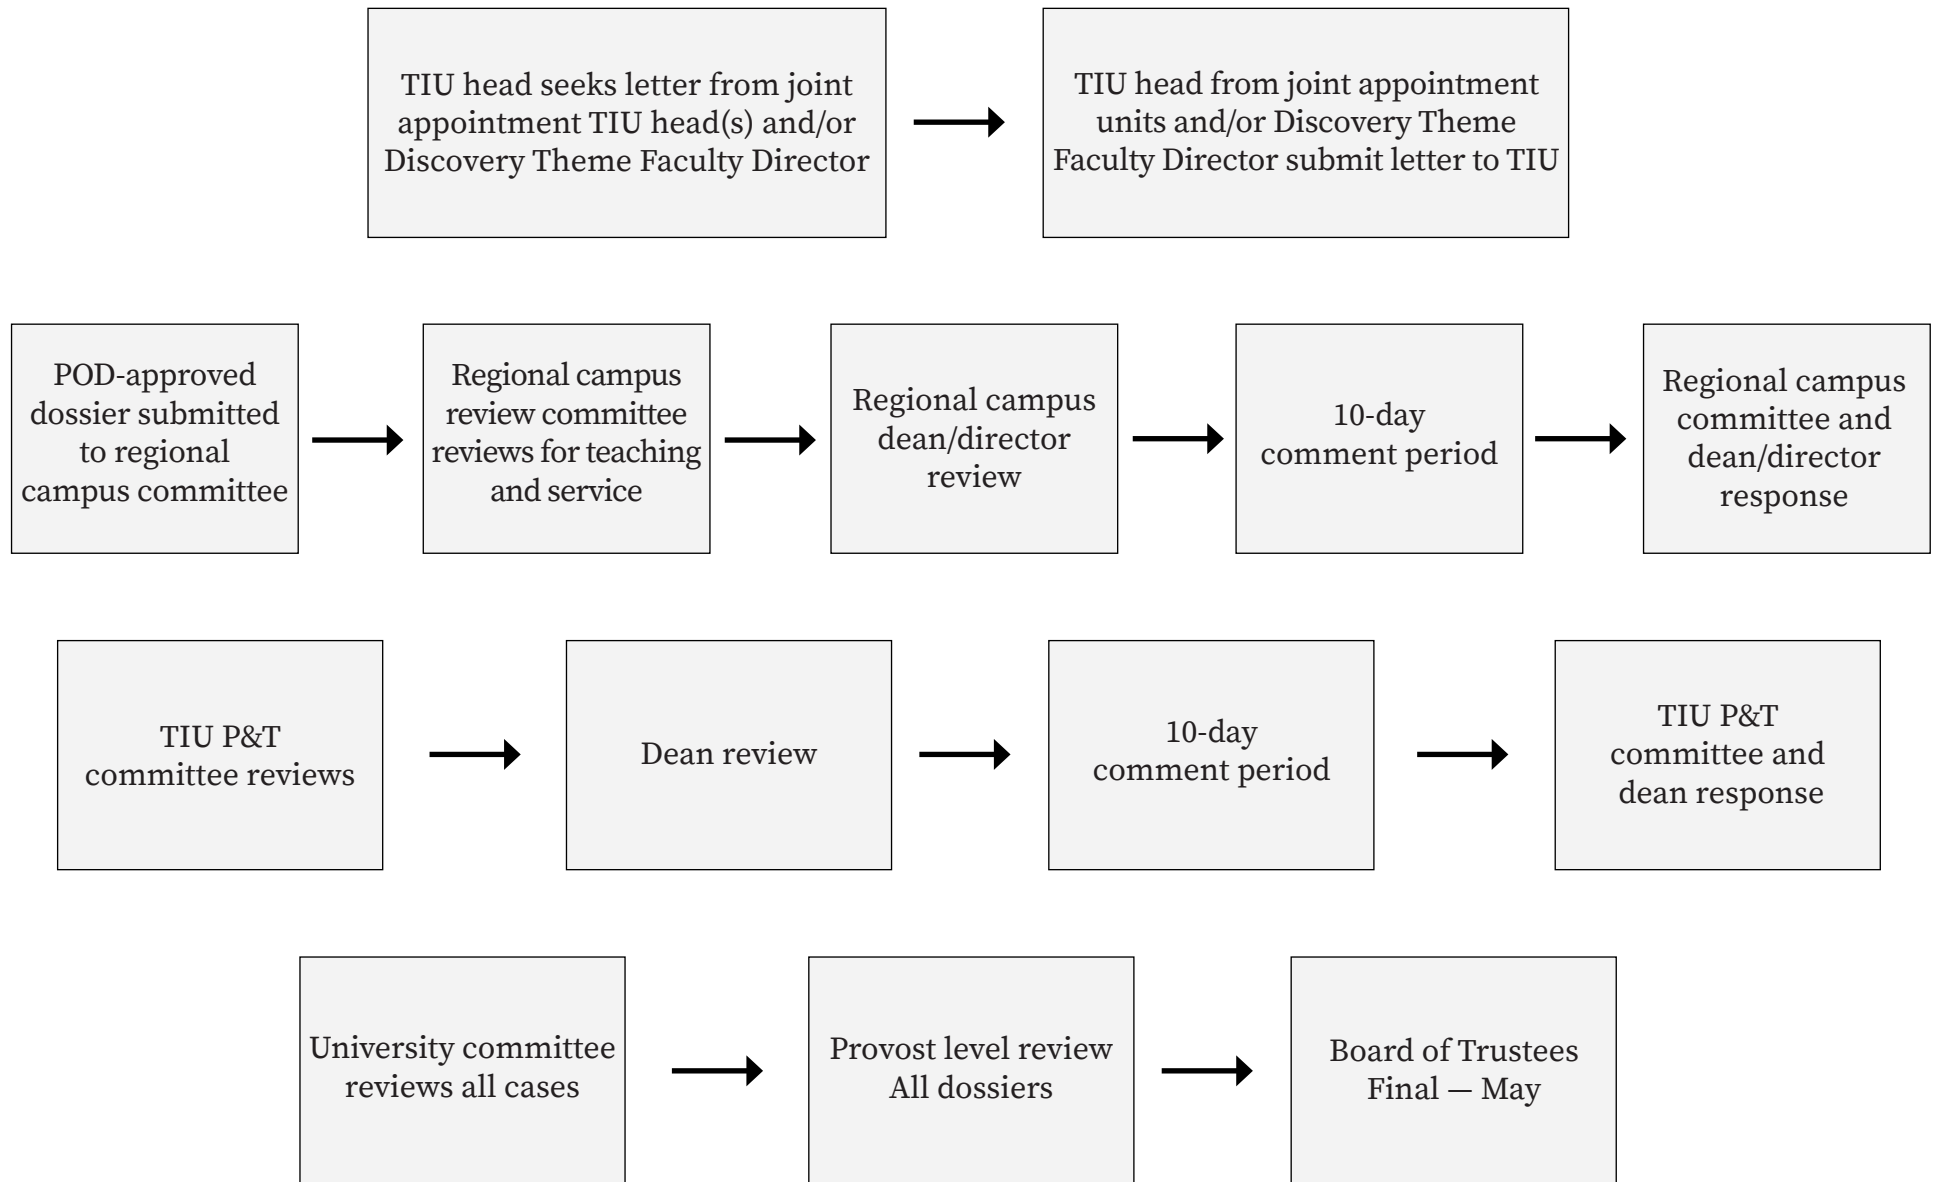 TIU head seeks letter from joint
appointment TIU head(s) and/or
Discovery Theme Faculty Director
TIU head from joint appointment
units and/or Discovery Theme
Faculty Director submit letter to TIU
POD-approved
dossier submitted
to regional
campus committee
Regional campus
review committee
reviews for teaching
and service
Regional campus
dean/director
review
10-day
comment period
Regional campus
committee and
dean/director
response
TIU P&T
committee reviews
Dean review
10-day
comment period
TIU P&T
committee and
dean response
University committee
reviews all cases
Provost level review
All dossiers
Board of Trustees
Final — May